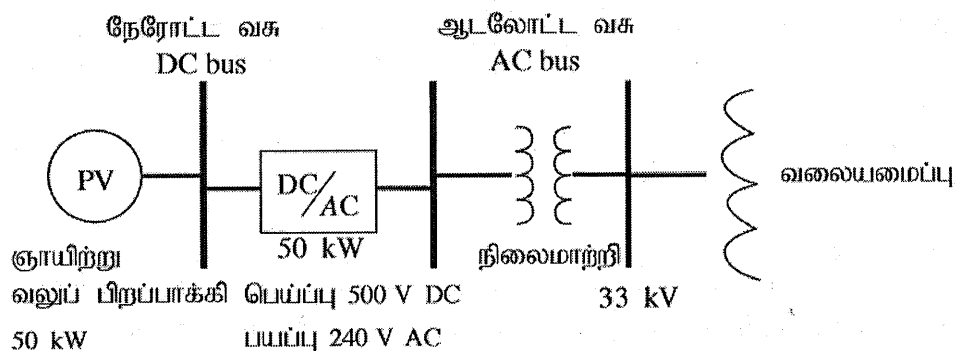 நேரோட்ட வசு
DC bus
ஆடலோட்ட வசு
AC bus
PV
DC/AC
50 kW
ஞாயிற்று
வலுப் பிறப்பாக்கி
50 kW
பெய்ப்பு 500 V DC
பயப்பு 240 V AC
நிலைமாற்றி
33 kV
வலையமைப்பு